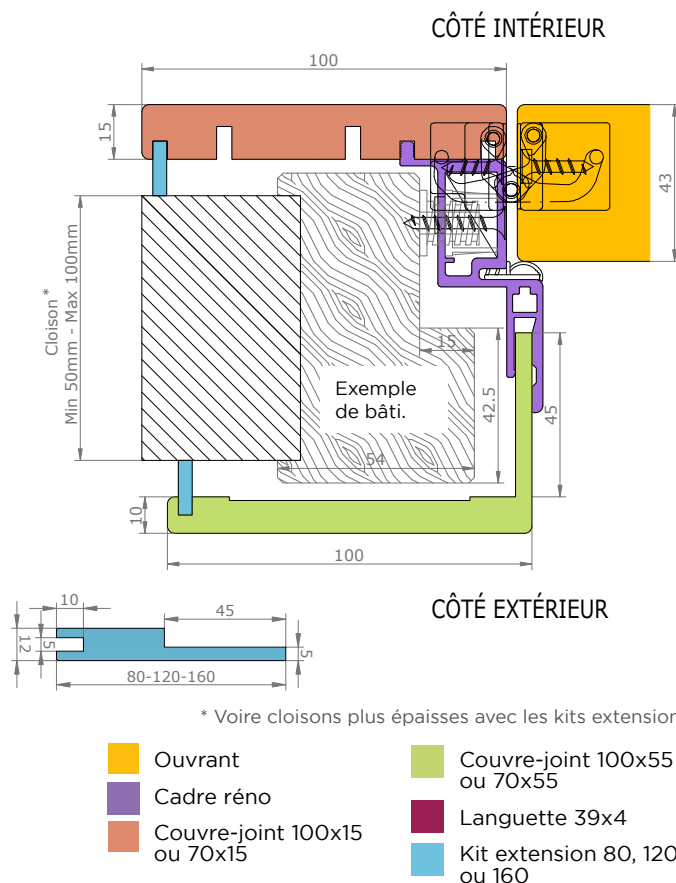 CÔTÉ INTÉRIEUR
100
15
43
Cloison *
Min 50mm - Max 100mm
15
Exemple
de bâti.
42.5
45
54
10
100
CÔTÉ EXTÉRIEUR
10
45
12
5
5
80-120-160
* Voire cloisons plus épaisses avec les kits extension
Ouvrant
Cadre réno
Couvre-joint 100x15
ou 70x15
Couvre-joint 100x55
ou 70x55
Languette 39x4
Kit extension 80, 120
ou 160